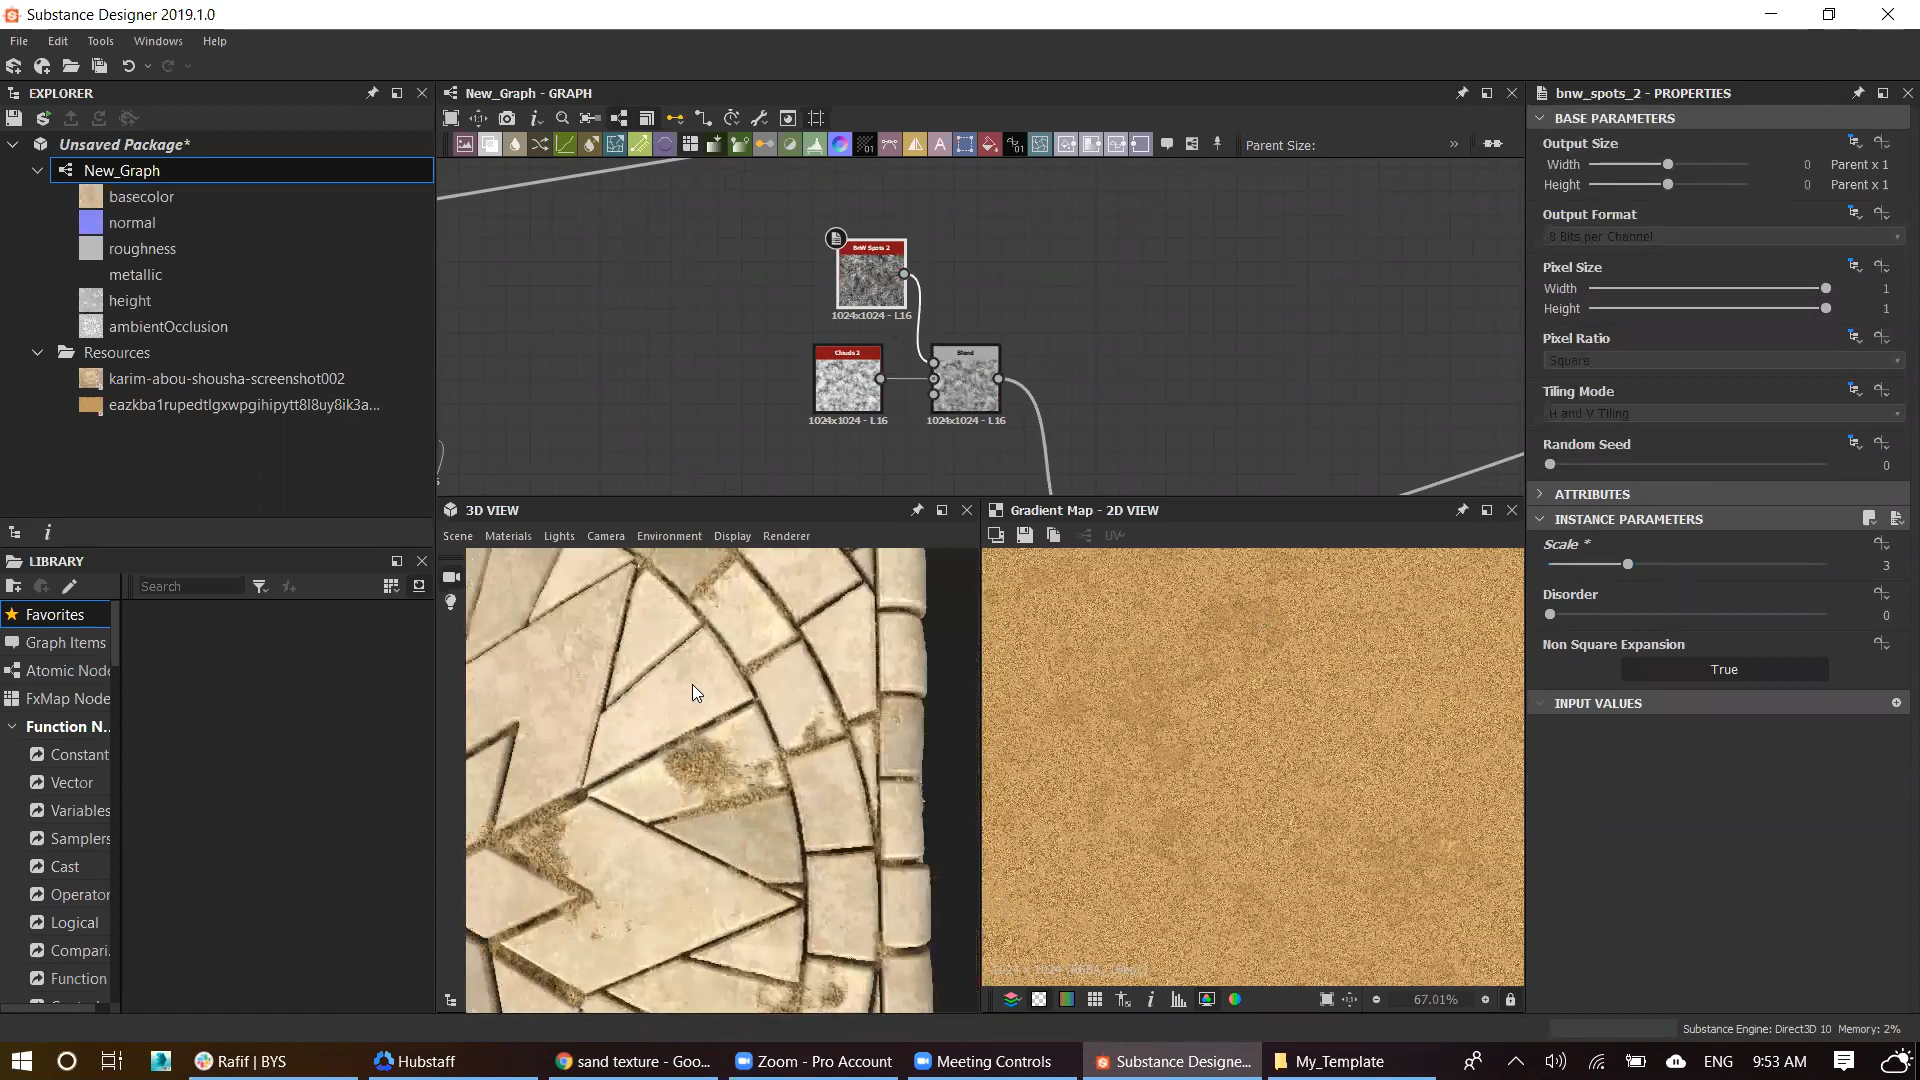 Substance Designer 2019.1.0
File Edit Tools Windows Help
EXPLORER
Unsaved Package*
New_Graph
basecolor
normal
roughness
metallic
height
ambientOcclusion
Resources
karim-abou-shousha-screenshot002
eazkba1rupedtlgxwpgihipytt8l8uy8ik3a...
LIBRARY
Search
Favorites
Graph Items
Atomic Node
FxMap Node
Function N..
Constant
Vector
Variables
Samplers
Cast
Operator
Logical
Compari.
Function
New_Graph - GRAPH
Parent Size:
BnW Spots 2
1024x1024 - L16
Clouds 2
Blend
1024x1024 - L16
1024x1024 - L16
3D VIEW
Scene Materials Lights Camera Environment Display Renderer
Gradient Map - 2D VIEW
UV
67.01%
bnw_spots_2 - PROPERTIES
BASE PARAMETERS
Output Size
Width 0 Parent x 1
Height 0 Parent x 1
Output Format
8 Bits per Channel
Pixel Size
Width 1
Height 1
Pixel Ratio
Square
Tiling Mode
H and V Tiling
Random Seed
0
ATTRIBUTES
INSTANCE PARAMETERS
Scale *
3
Disorder
0
Non Square Expansion
True
INPUT VALUES
Substance Engine: Direct3D 10 Memory: 2%
Rafif | BYS
Hubstaff
sand texture - Goo...
Zoom - Pro Account
Meeting Controls
Substance Designe...
My_Template
ENG
9:53 AM